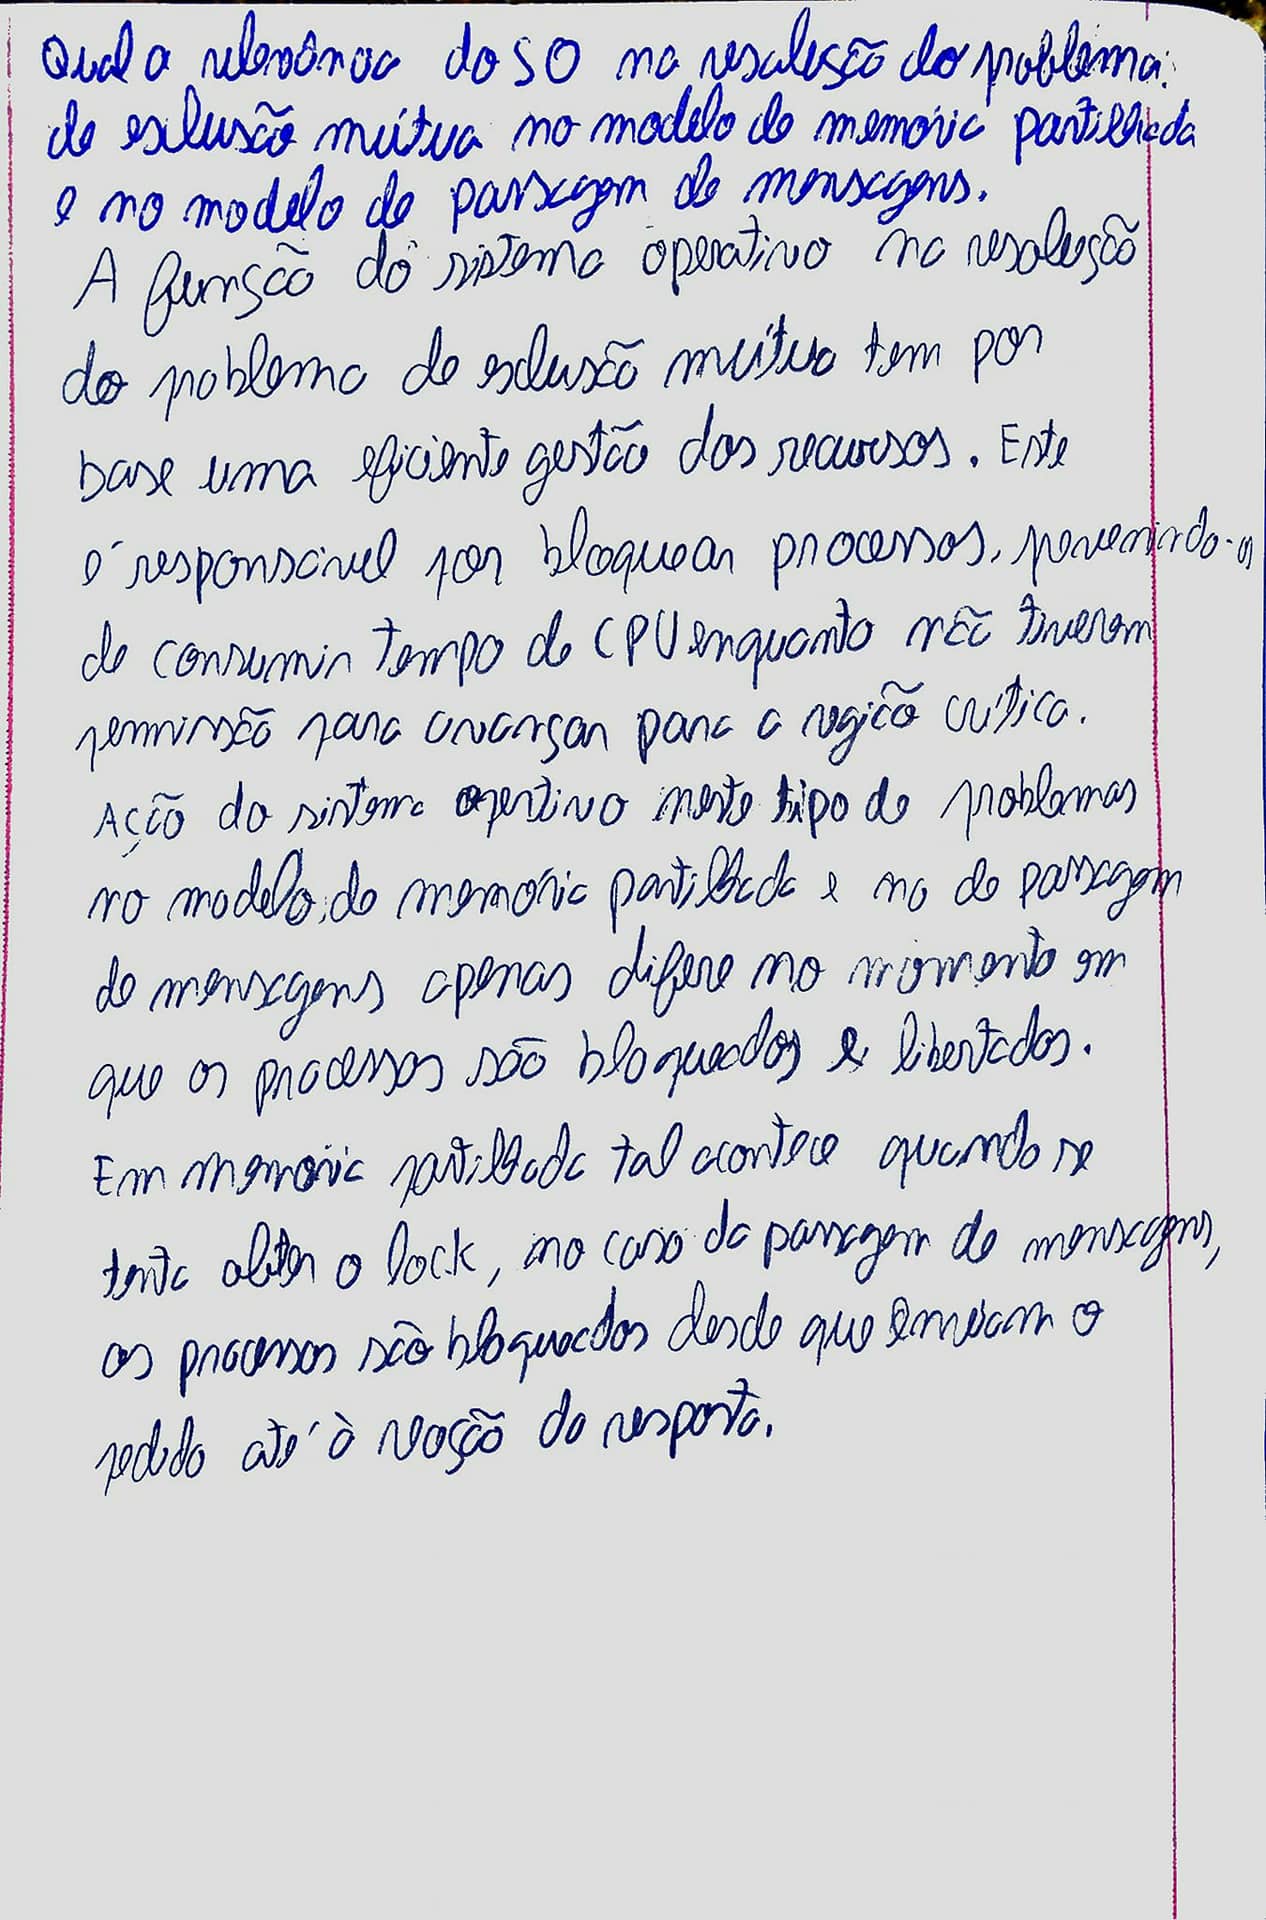 Qual a relevância do SO na resolução do problema
de exclusão mútua no modelo de memória partilhada
e no modelo de passagem de mensagens.
A função do sistema operativo na resolução
do problema de exclusão mútua tem por
base uma eficiente gestão dos recursos. Este
é responsável por bloquear processos, prevenindo-os
de consumir tempo de CPU enquanto não tiverem
permissão para avançar para a região crítica.
Ação do sistema opertivo neste tipo de problemas
no modelo de memória partilhada e no de passagem
de mensagens apenas difere no momento em
que os processos são bloqueados e libertados.
Em memória partilhada tal acontece quando se
tenta obter o lock, no caso da passagem de mensagens,
os processos são bloqueados desde que enviam o
pedido até à receção da resposta.